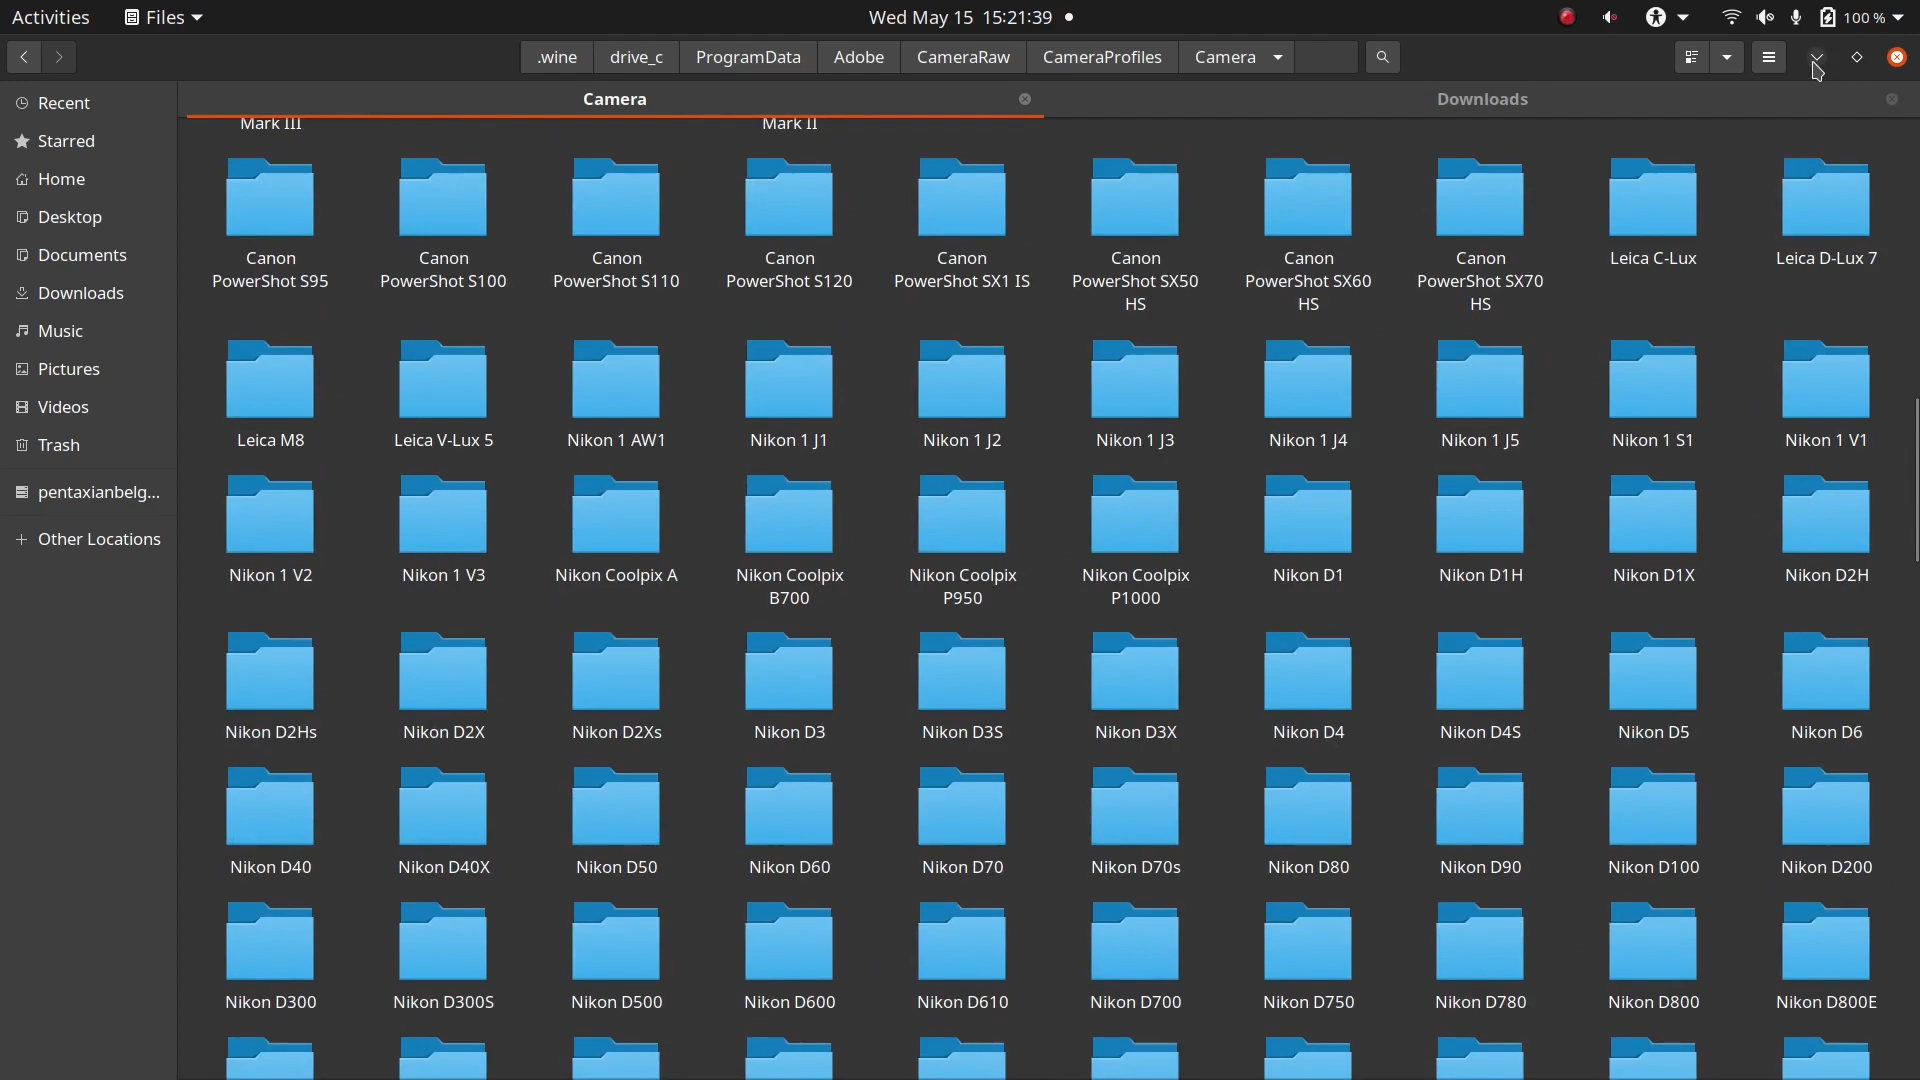 Activities Files Wed May 15 15:21:39 100 %
.wine drive_c ProgramData Adobe CameraRaw CameraProfiles Camera
Recent
Starred
Home
Desktop
Documents
Downloads
Music
Pictures
Videos
Trash
pentaxianbelg...
Other Locations
Camera Downloads
Mark III Mark II
Canon Canon Canon Canon Canon Canon Canon Canon Leica C-Lux Leica D-Lux 7
PowerShot S95 PowerShot S100 PowerShot S110 PowerShot S120 PowerShot SX1 IS PowerShot SX50 PowerShot SX60 PowerShot SX70
HS HS HS
Leica M8 Leica V-Lux 5 Nikon 1 AW1 Nikon 1 J1 Nikon 1 J2 Nikon 1 J3 Nikon 1 J4 Nikon 1 J5 Nikon 1 S1 Nikon 1 V1
Nikon 1 V2 Nikon 1 V3 Nikon Coolpix A Nikon Coolpix Nikon Coolpix Nikon Coolpix Nikon D1 Nikon D1H Nikon D1X Nikon D2H
B700 P950 P1000
Nikon D2Hs Nikon D2X Nikon D2Xs Nikon D3 Nikon D3S Nikon D3X Nikon D4 Nikon D4S Nikon D5 Nikon D6
Nikon D40 Nikon D40X Nikon D50 Nikon D60 Nikon D70 Nikon D70s Nikon D80 Nikon D90 Nikon D100 Nikon D200
Nikon D300 Nikon D300S Nikon D500 Nikon D600 Nikon D610 Nikon D700 Nikon D750 Nikon D780 Nikon D800 Nikon D800E